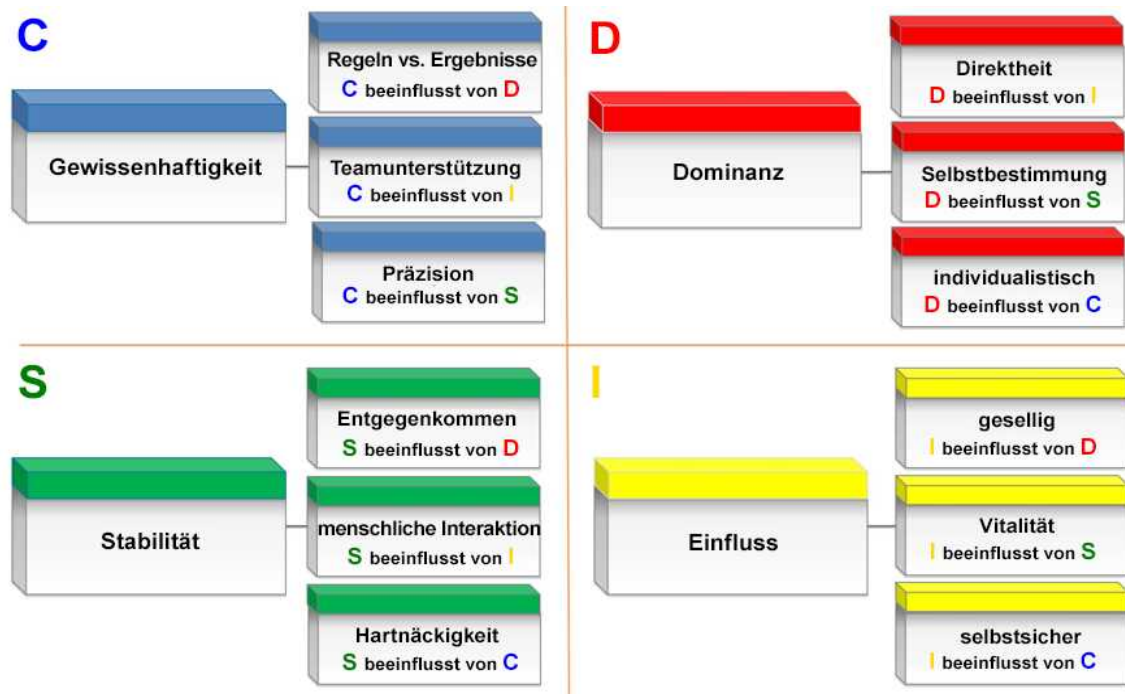 C
Gewissenhaftigkeit
Regeln vs. Ergebnisse
C beeinflusst von D
Teamunterstützung
C beeinflusst von I
Präzision
C beeinflusst von S
D
Dominanz
Direktheit
D beeinflusst von I
Selbstbestimmung
D beeinflusst von S
individualistisch
D beeinflusst von C
S
Stabilität
Entgegenkommen
S beeinflusst von D
menschliche Interaktion
S beeinflusst von I
Hartnäckigkeit
S beeinflusst von C
I
Einfluss
gesellig
I beeinflusst von D
Vitalität
I beeinflusst von S
selbstsicher
I beeinflusst von C